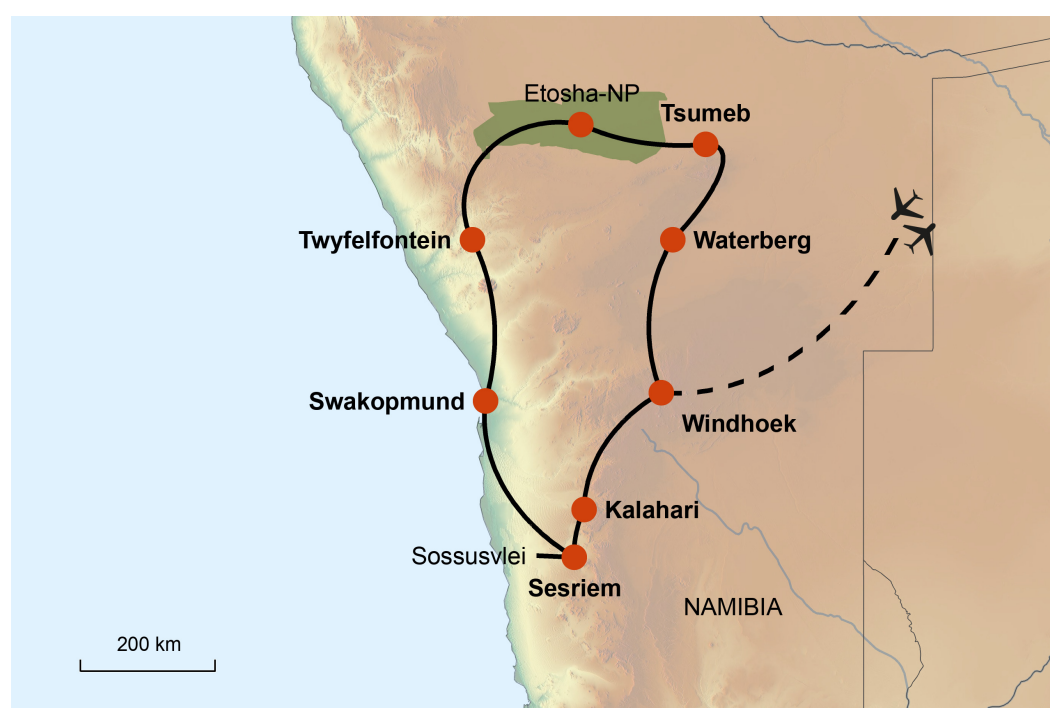 Etosha-NP
Tsumeb
Twyfelfontein
Waterberg
Swakopmund
Windhoek
Kalahari
Sossusvlei
Sesriem
NAMIBIA
200 km